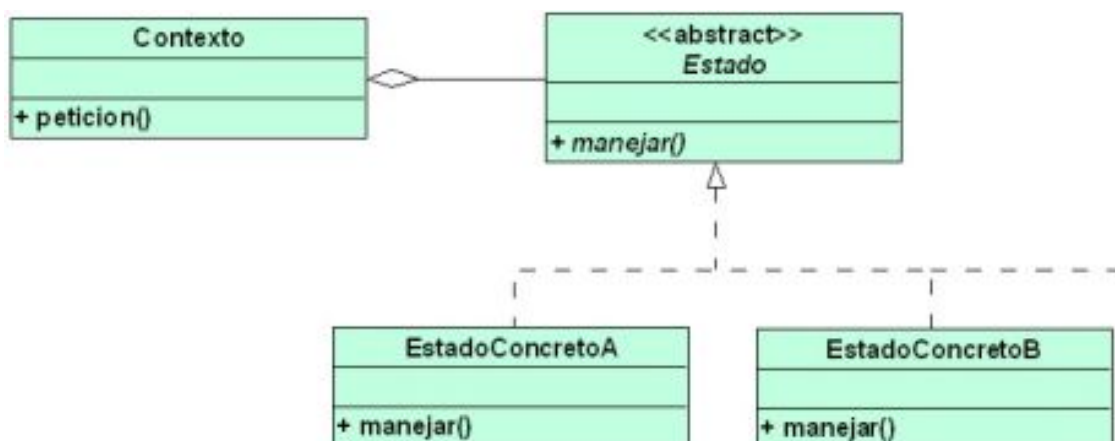 Contexto
+ peticion()
<<abstract>>
Estado
+ manejar()
EstadoConcretoA
+ manejar()
EstadoConcretoB
+ manejar()